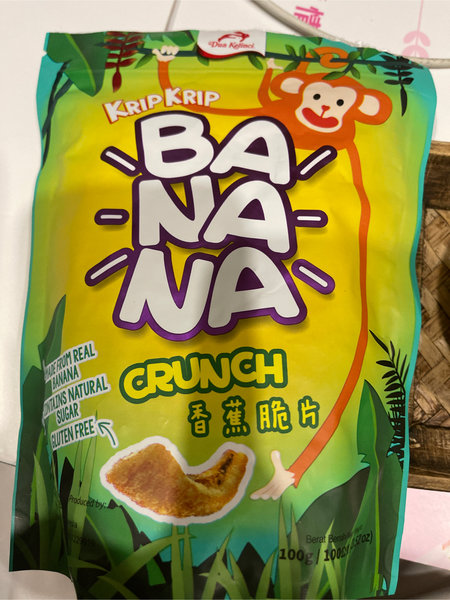 Dua Kelinci
KRIP KRIP
BA
NA
NA
CRUNCH
香蕉脆片
MADE FROM REAL
BANANA
CONTAINS NATURAL
SUGAR
GLUTEN FREE
Produced by:
Berat
100g /